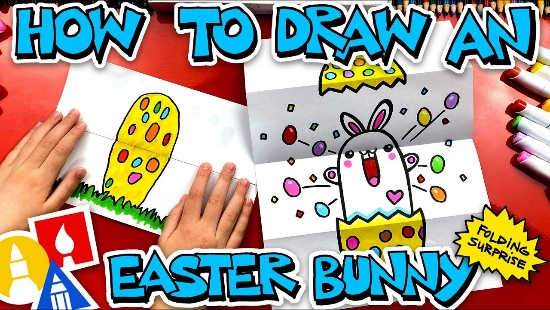 HOW TO DRAW AN
FOLDING
SURPRISE
EASTER BUNNY